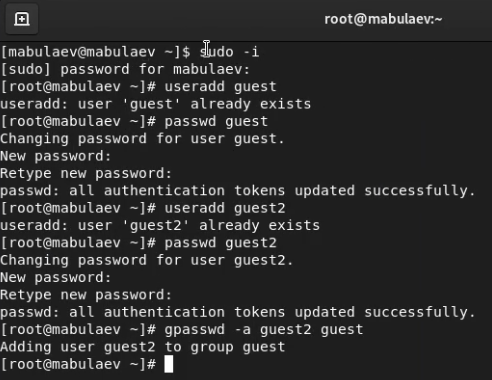 root@mabulaev:~
[mabulaev@mabulaev ~]$ sudo -i
[sudo] password for mabulaev:
[root@mabulaev ~]# useradd guest
useradd: user 'guest' already exists
[root@mabulaev ~]# passwd guest
Changing password for user guest.
New password:
Retype new password:
passwd: all authentication tokens updated successfully.
[root@mabulaev ~]# useradd guest2
useradd: user 'guest2' already exists
[root@mabulaev ~]# passwd guest2
Changing password for user guest2.
New password:
Retype new password:
passwd: all authentication tokens updated successfully.
[root@mabulaev ~]# gpasswd -a guest2 guest
Adding user guest2 to group guest
[root@mabulaev ~]#